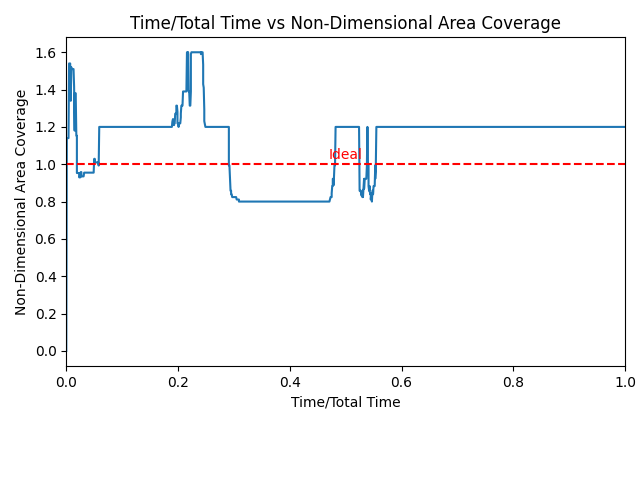 Time/Total Time vs Non-Dimensional Area Coverage
Non-Dimensional Area Coverage
1.6
1.4
1.2
1.0
0.8
0.6
0.4
0.2
0.0
Ideal
0.0 0.2 0.4 0.6 0.8 1.0
Time/Total Time